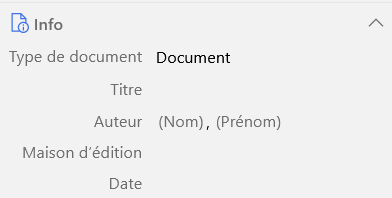 Info
Type de document Document
Titre
Auteur (Nom), (Prénom)
Maison d'édition
Date